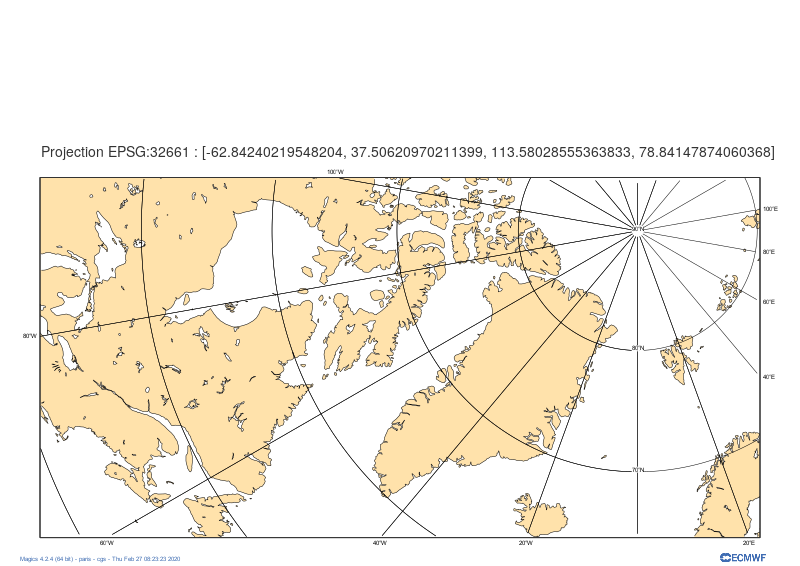 Projection EPSG:32661 : [-62.84240219548204, 37.50620970211399, 113.58028555363833, 78.84147874060368]
100°W
100°E
90°N
80°E
60°E
80°W
80°N
40°E
70°N
60°W
40°W
20°W
20°E
Magics 4.2.4 (64 bit) - paris - cgs - Thu Feb 27 08:23:23 2020
ECMWF